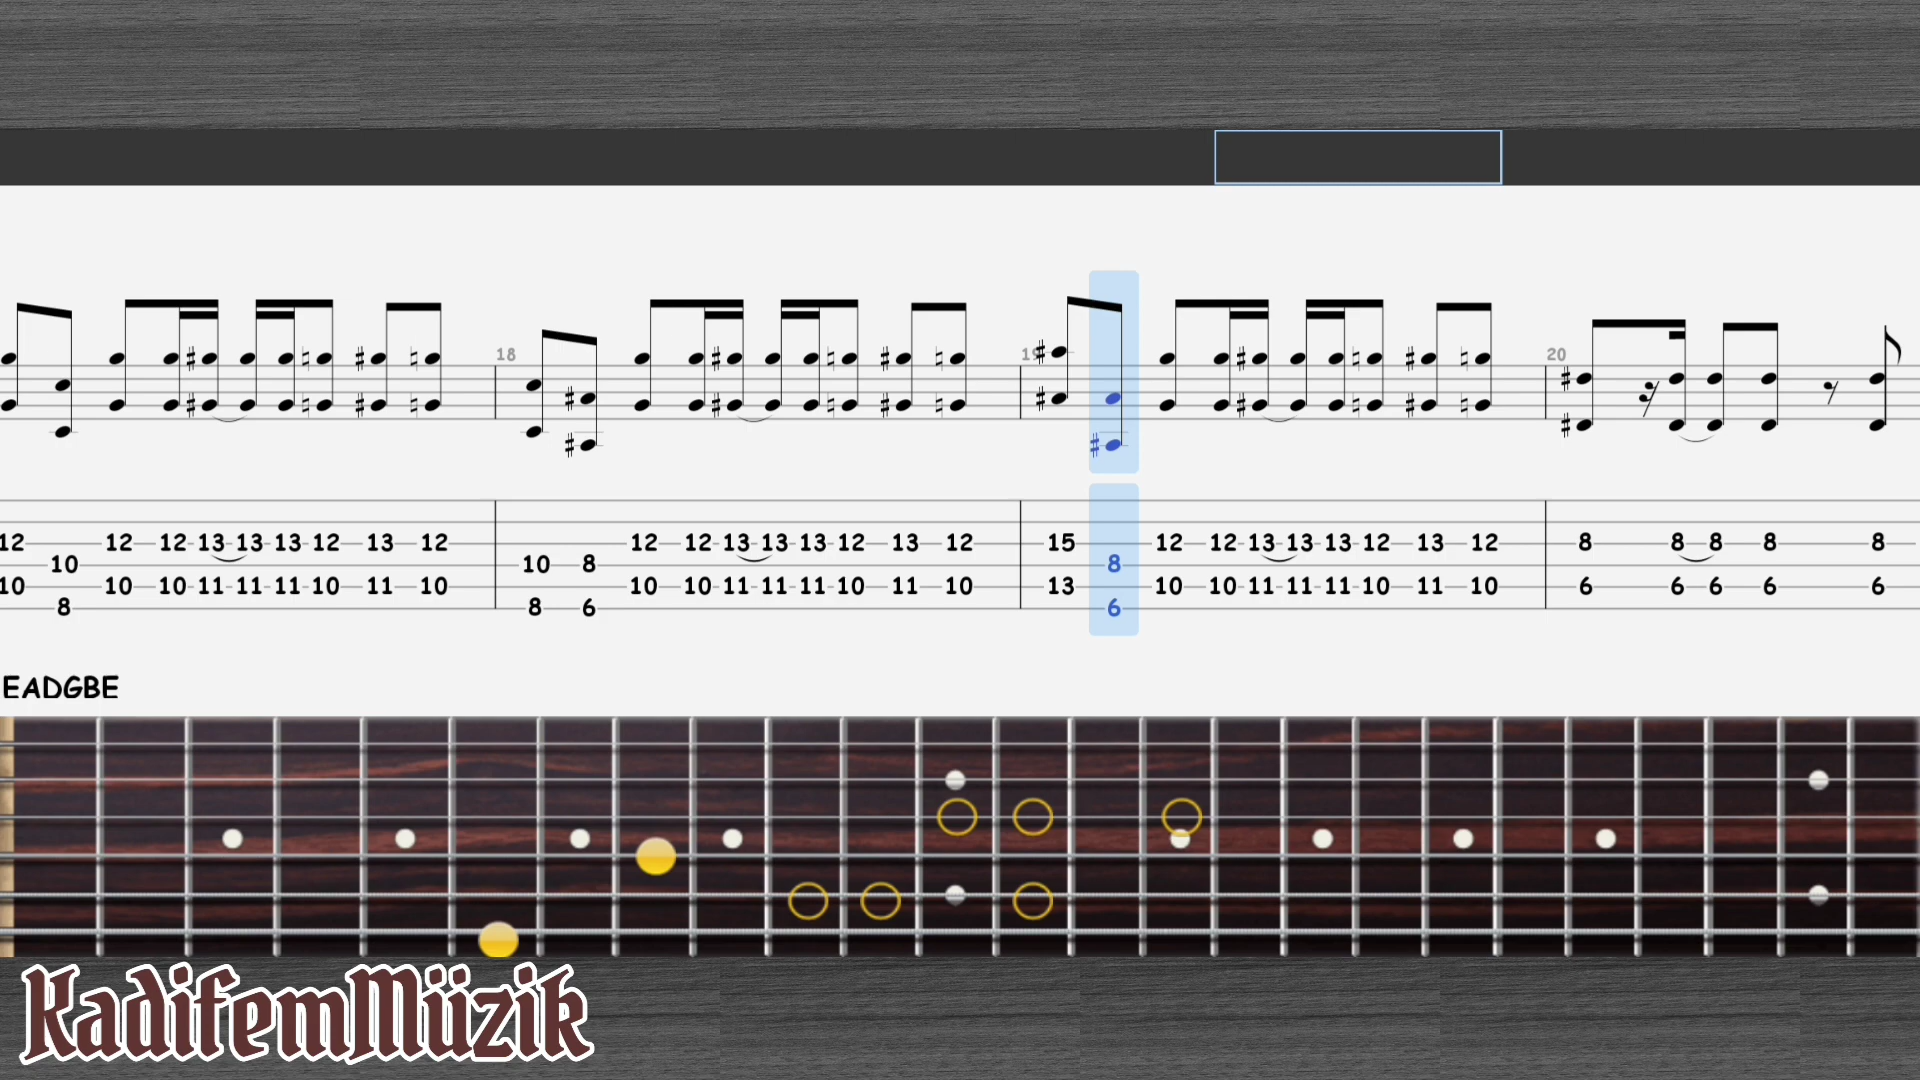 18 19 20
12 12 12 13 13 13 12 13 12 12 12 13 13 13 12 13 12 15 12 12 13 13 13 12 13 12 8 8 8 8 8
10 10 8 8
10 10 10 11 11 11 10 11 10 10 10 11 11 11 10 11 10 13 10 10 11 11 11 10 11 10 6 6 6 6 6
8 8 6 6
EADGBE
KadifemMüzik